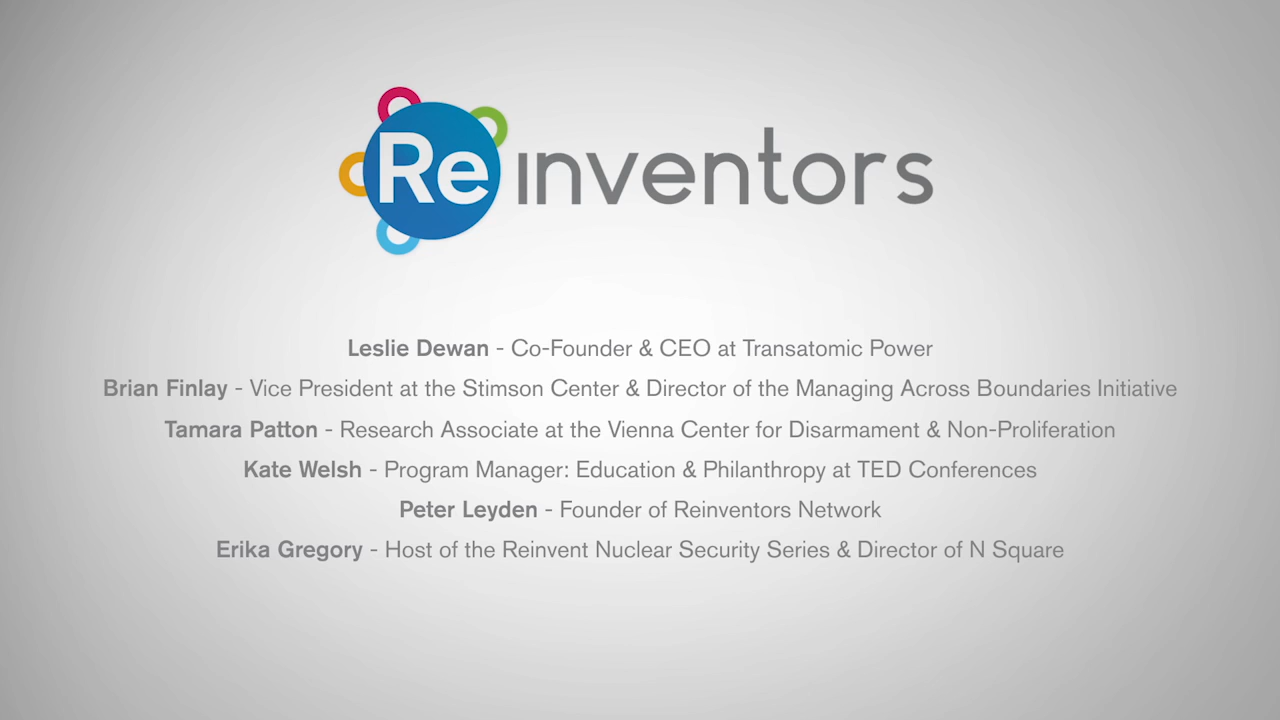 Reinventors
Leslie Dewan - Co-Founder & CEO at Transatomic Power
Brian Finlay - Vice President at the Stimson Center & Director of the Managing Across Boundaries Initiative
Tamara Patton - Research Associate at the Vienna Center for Disarmament & Non-Proliferation
Kate Welsh - Program Manager: Education & Philanthropy at TED Conferences
Peter Leyden - Founder of Reinventors Network
Erika Gregory - Host of the Reinvent Nuclear Security Series & Director of N Square